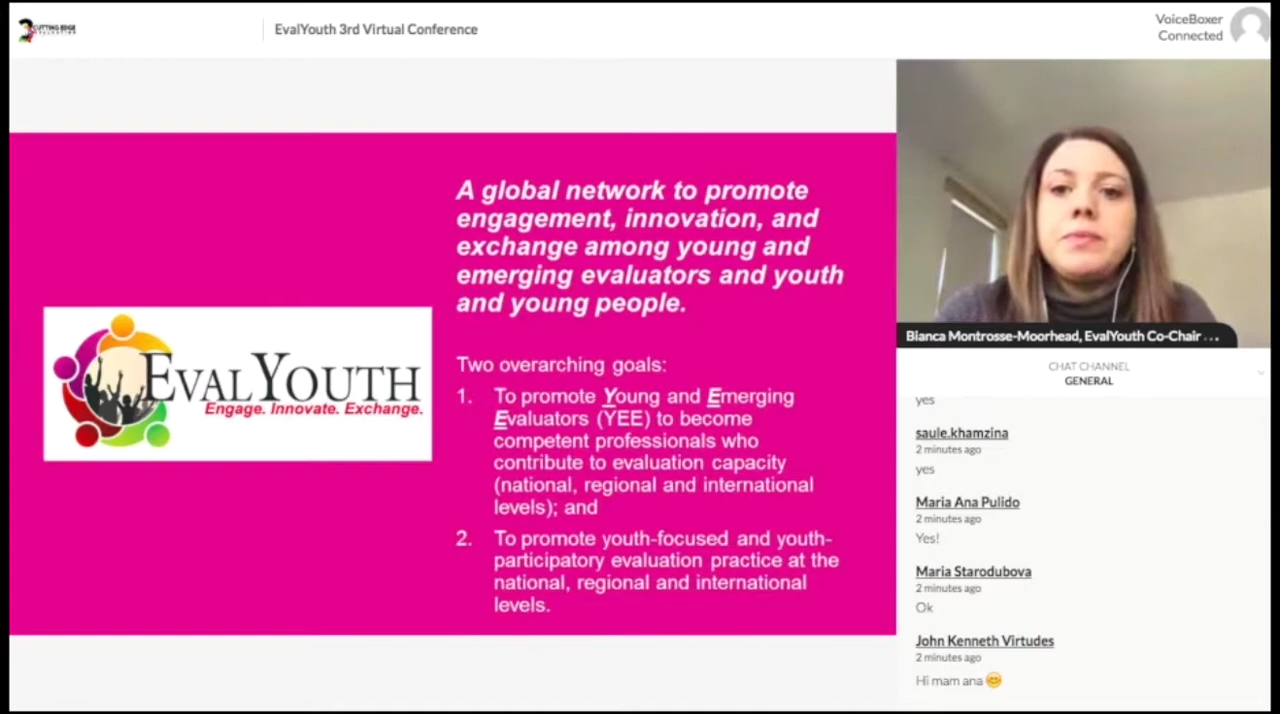 CUTTING EDGE
EVALUATION
EvalYouth 3rd Virtual Conference
VoiceBoxer
Connected
A global network to promote
engagement, innovation, and
exchange among young and
emerging evaluators and youth
and young people.
EVALYOUTH
Engage. Innovate. Exchange.
Two overarching goals:
1. To promote Young and Emerging
Evaluators (YEE) to become
competent professionals who
contribute to evaluation capacity
(national, regional and international
levels); and
2. To promote youth-focused and youth-
participatory evaluation practice at the
national, regional and international
levels.
Bianca Montrosse-Moorhead, EvalYouth Co-Chair ...
CHAT CHANNEL
GENERAL
yes
saule.khamzina
2 minutes ago
yes
Maria Ana Pulido
2 minutes ago
Yes!
Maria Starodubova
2 minutes ago
Ok
John Kenneth Virtudes
2 minutes ago
Hi mam ana 😊